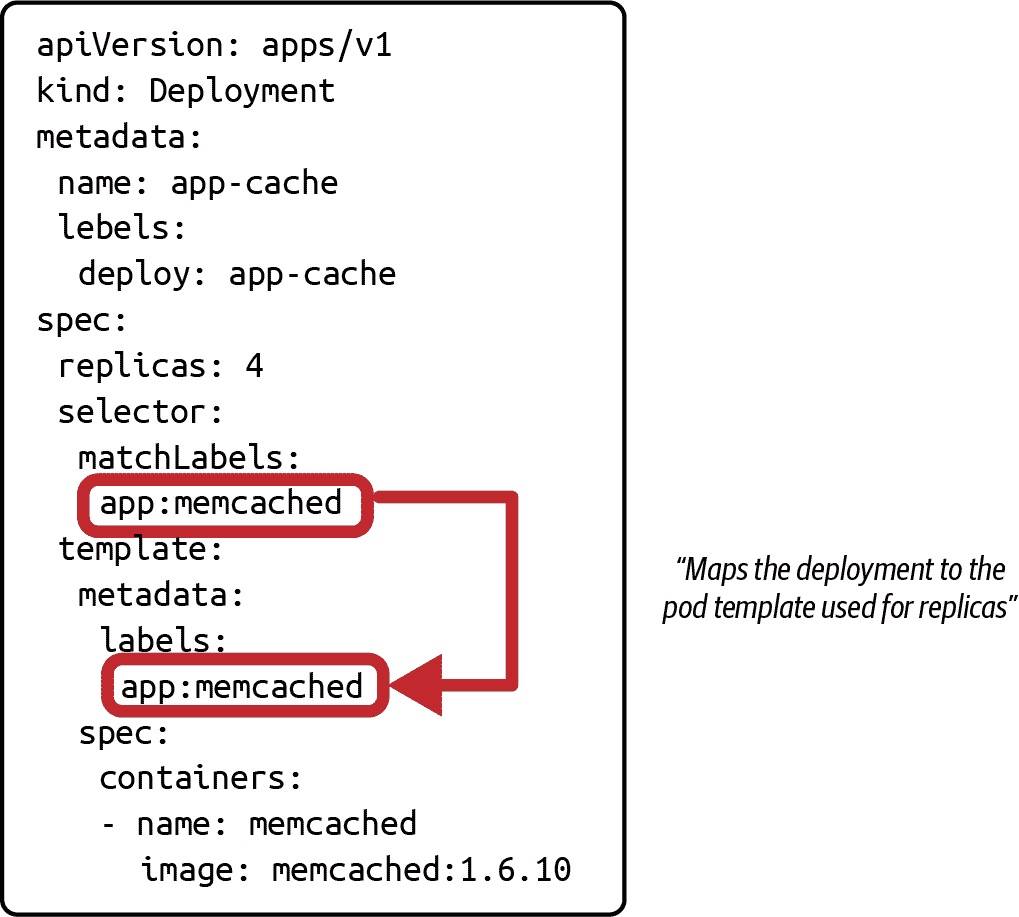 apiVersion: apps/v1
kind: Deployment
metadata:
 name: app-cache
 lebels:
  deploy: app-cache
spec:
 replicas: 4
 selector:
  matchLabels:
   app:memcached
 template:
  metadata:
   labels:
    app:memcached
  spec:
   containers:
   - name: memcached
     image: memcached:1.6.10
“Maps the deployment to the
pod template used for replicas”